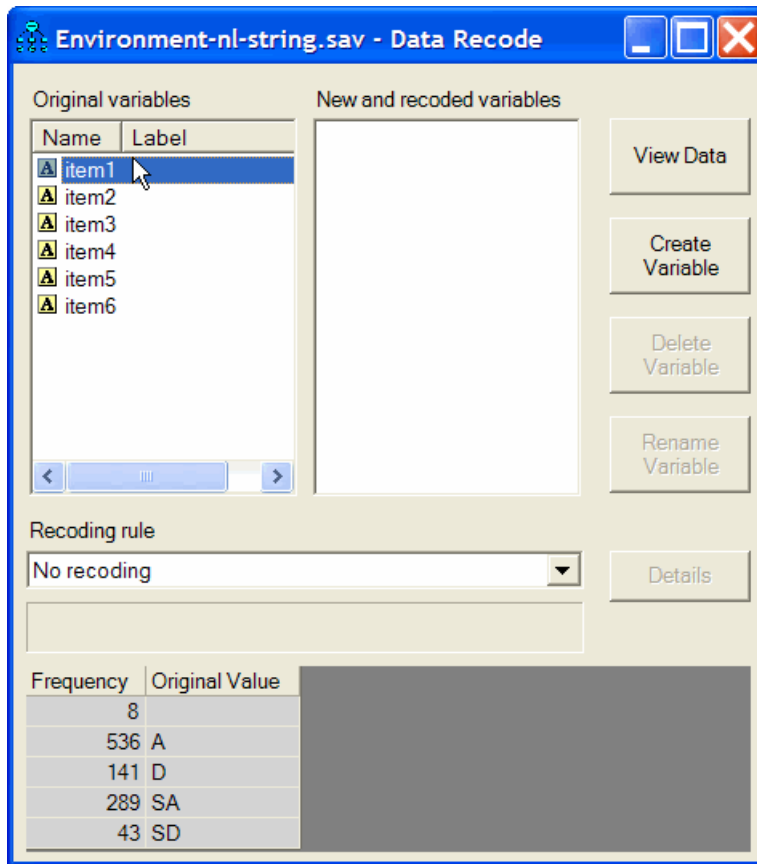 Environment-nl-string.sav - Data Recode
Original variables
New and recoded variables
Name Label
A item1
A item2
A item3
A item4
A item5
A item6
View Data
Create
Variable
Delete
Variable
Rename
Variable
Recoding rule
No recoding
Details
Frequency Original Value
8
536 A
141 D
289 SA
43 SD